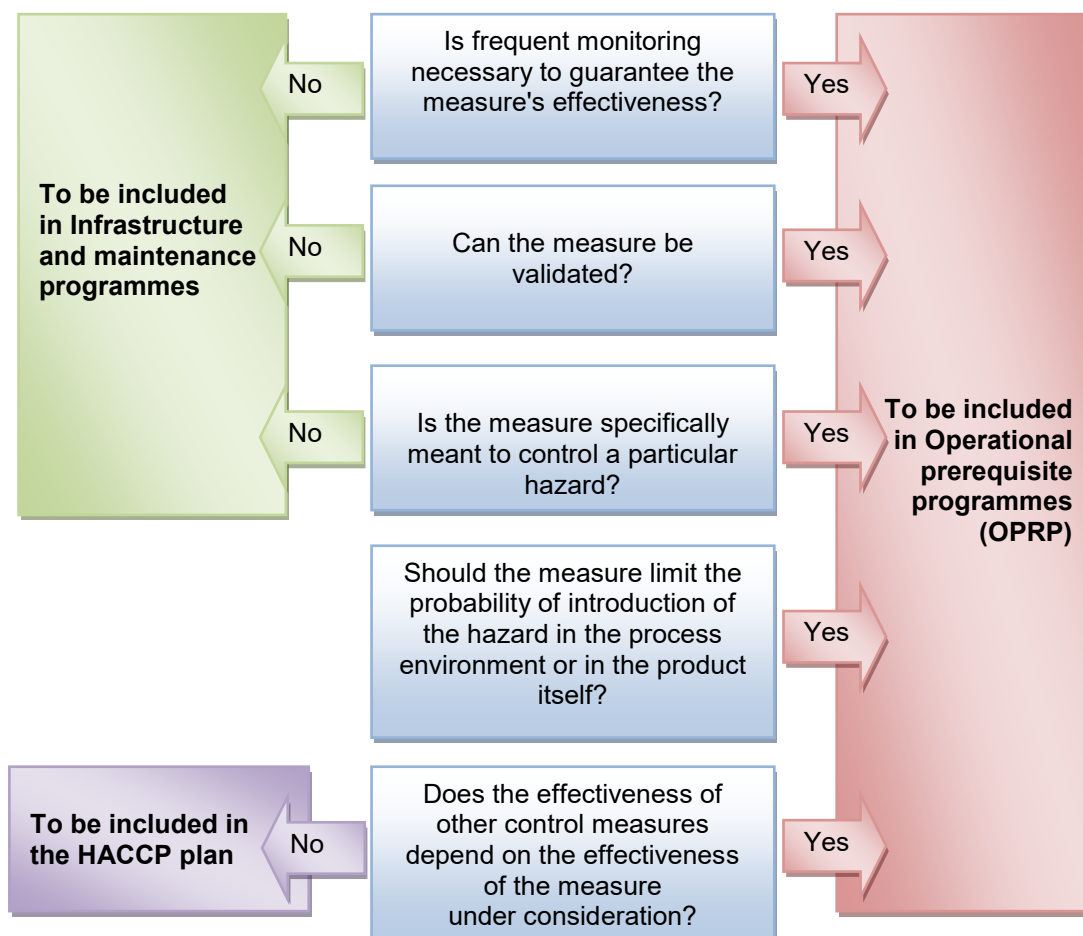 Is frequent monitoring
necessary to guarantee the
measure's effectiveness?
No
Yes
To be included
in Infrastructure
and maintenance
programmes
Can the measure be
validated?
No
Yes
Is the measure specifically
meant to control a particular
hazard?
No
Yes
To be included
in Operational
prerequisite
programmes
(OPRP)
Should the measure limit the
probability of introduction of
the hazard in the process
environment or in the product
itself?
Yes
To be included in
the HACCP plan
No
Does the effectiveness of
other control measures
depend on the effectiveness
of the measure
under consideration?
Yes